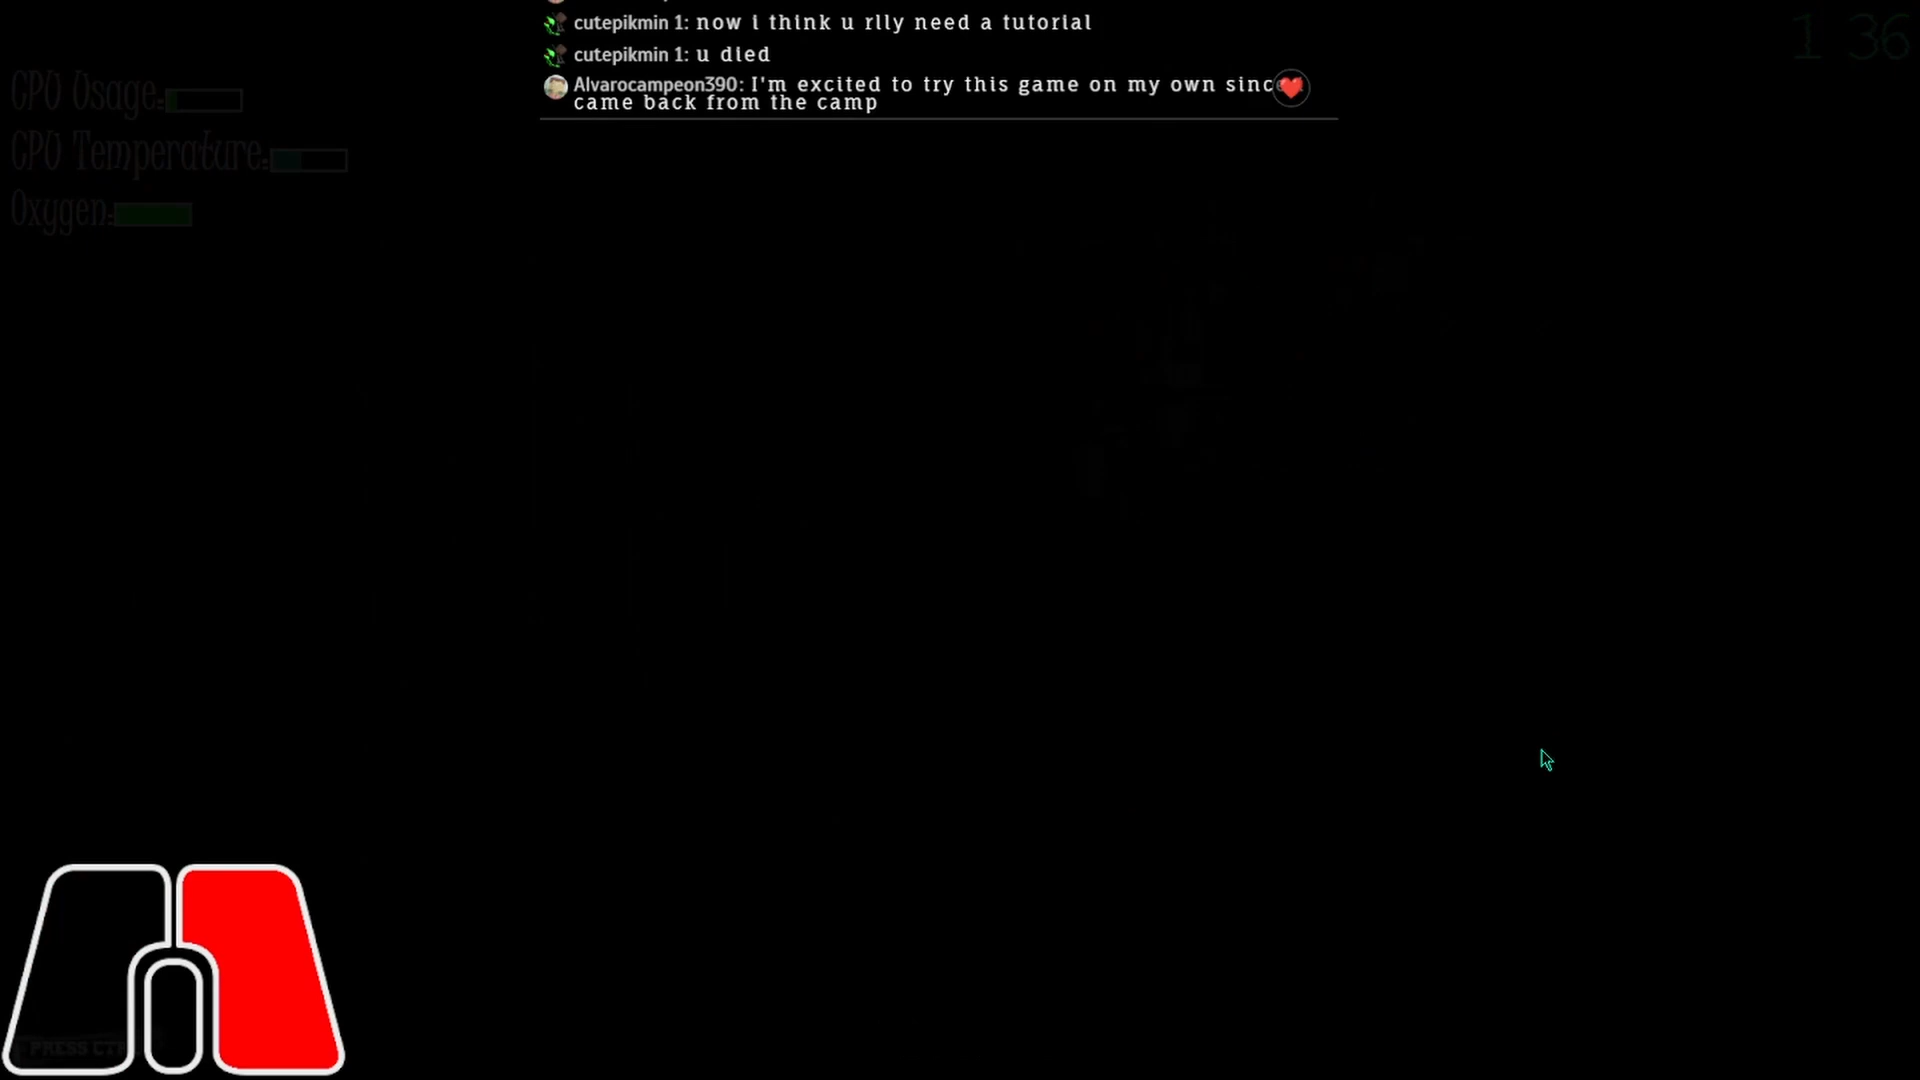 cutepikmin 1: now i think u rlly need a tutorial
cutepikmin 1: u died
Alvarocampeon390: I'm excited to try this game on my own sinc
came back from the camp
1 36
CPU Usage:
CPU Temperature:
Oxygen:
PRESS